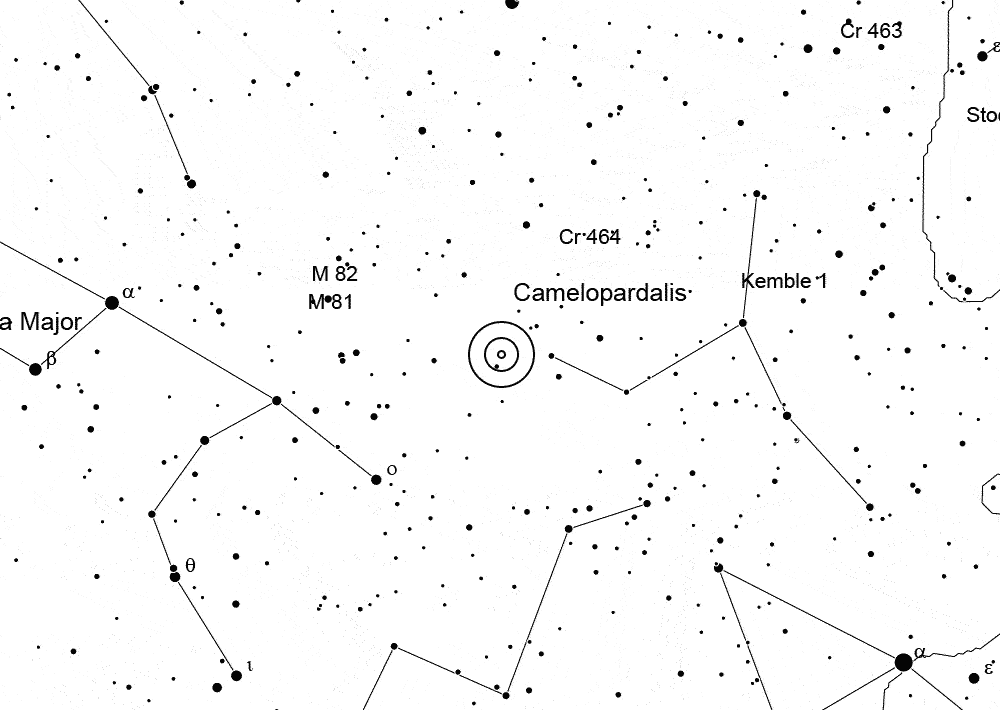 Cr 463
ε
Stoc
Cr 464
M 82
α
Camelopardalis
Kemble 1
M 81
a Major
β
ο
θ
α
ι
ε